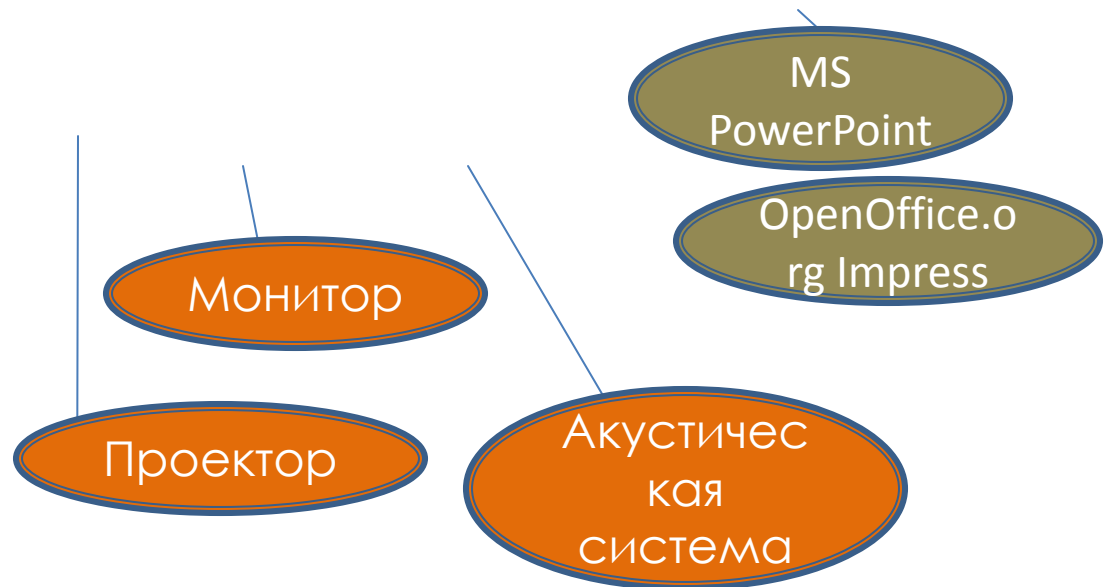 MS
PowerPoint
OpenOffice.o
rg Impress
Монитор
Проектор
Акустичес
кая
система